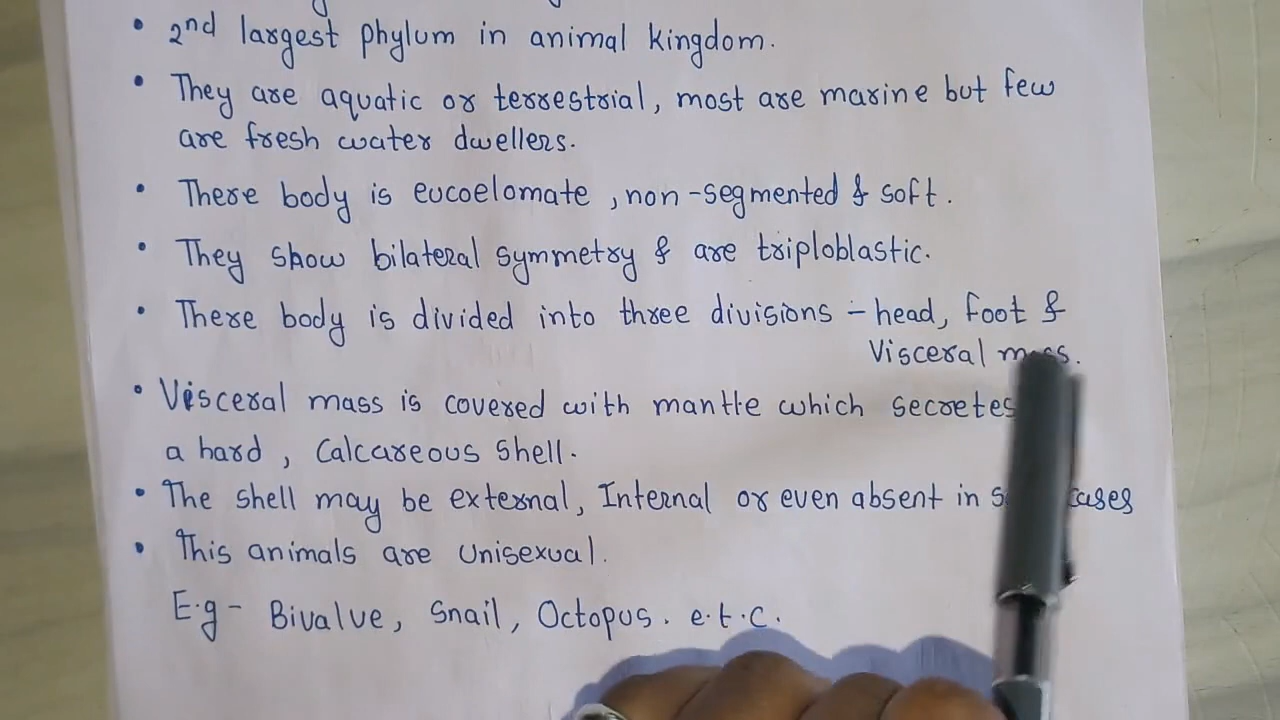 • 2nd largest phylum in animal kingdom.
• They are aquatic or terrestrial, most are marine but few
are fresh water dwellers.
• There body is eucoelomate, non-segmented & soft.
• They show bilateral symmetry & are triploblastic.
• There body is divided into three divisions - head, foot &
Visceral mass.
• Visceral mass is covered with mantle which secretes
a hard, Calcareous shell.
• The shell may be external, Internal or even absent in cases
• This animals are Unisexual.
E.g - Bivalve, Snail, Octopus. e.t.c.